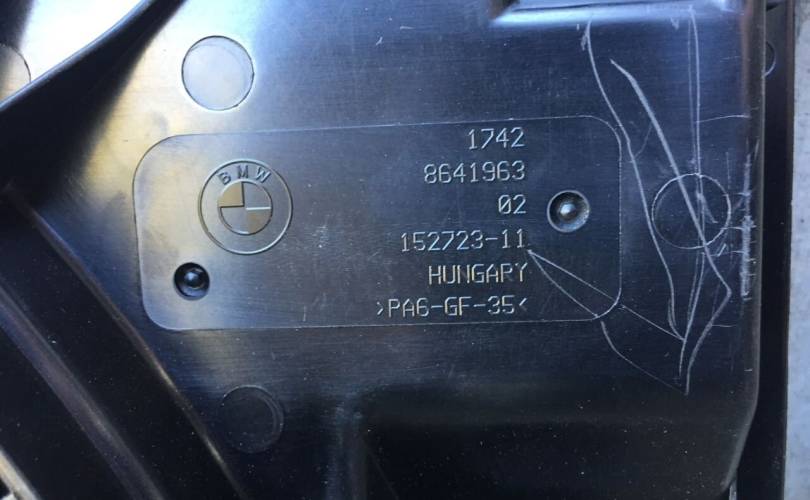 BMW
1742
8641963
02
152723-11
HUNGARY
>PA6-GF-35<